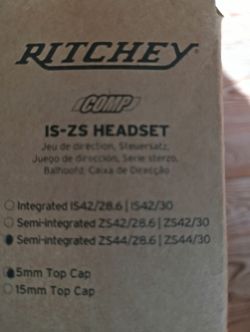 RITCHEY
COMP
IS-ZS HEADSET
Jeu de direction, Steuersatz,
Juego de dirección, Serie sterzo,
Balhoofd, Caixa de Direcção
Integrated IS42/28.6 | IS42/30
Semi-integrated ZS42/28.6 | ZS42/30
Semi-integrated ZS44/28.6 | ZS44/30
5mm Top Cap
15mm Top Cap